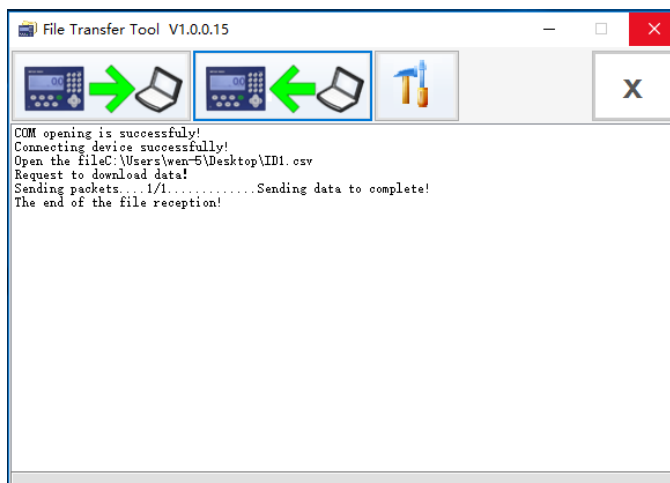 File Transfer Tool V1.0.0.15
X
COM opening is successfuly!
Connecting device successfully!
Open the fileC:\Users\wen-5\Desktop\ID1.csv
Request to download data!
Sending packets....1/1.............Sending data to complete!
The end of the file reception!